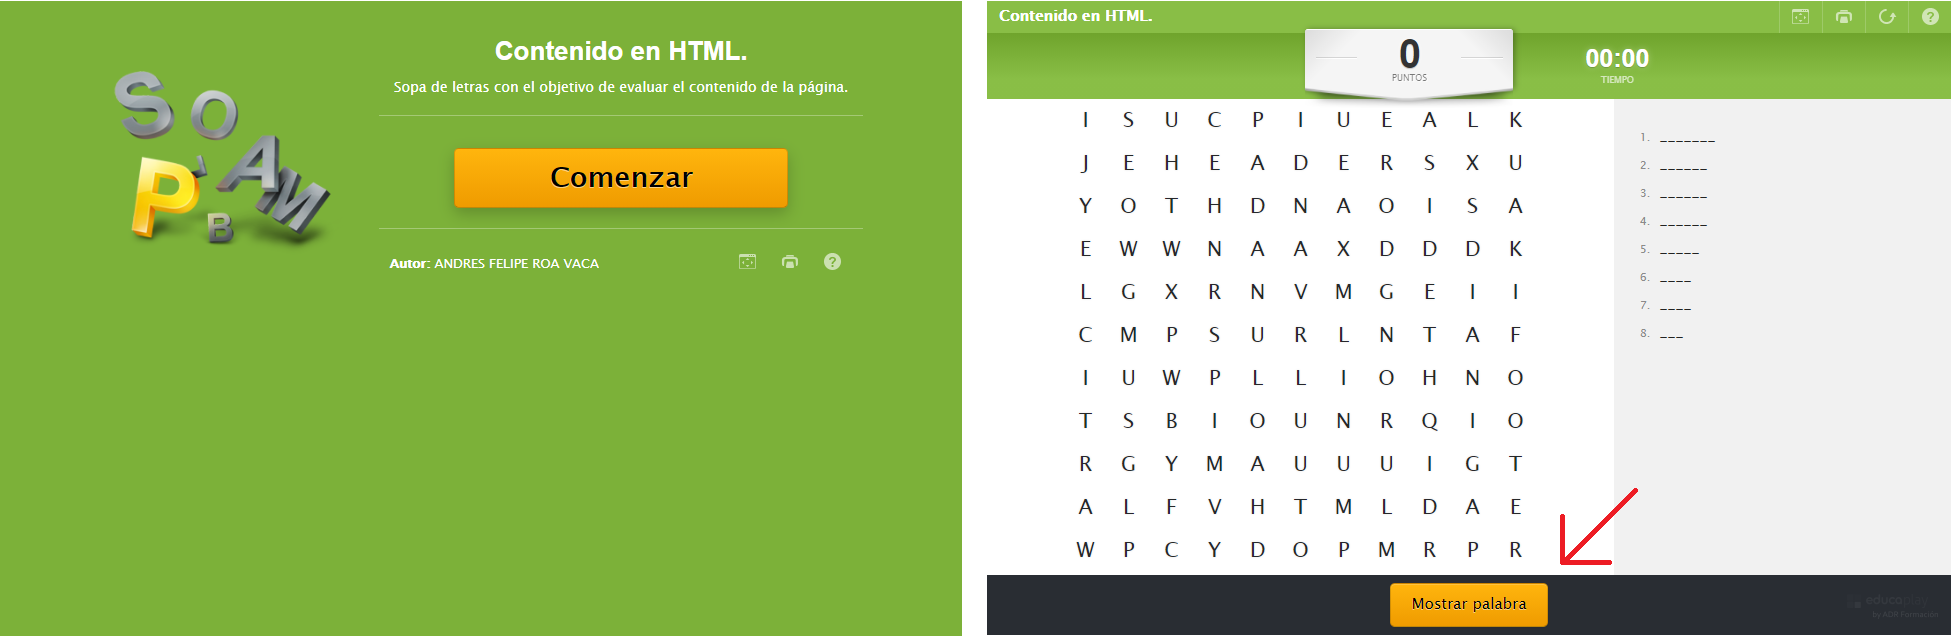 S O P A M B
Contenido en HTML.
Sopa de letras con el objetivo de evaluar el contenido de la página.
Comenzar
Autor: ANDRES FELIPE ROA VACA
?
Contenido en HTML.
?
0
PUNTOS
00:00
TIEMPO
I S U C P I U E A L K
J E H E A D E R S X U
Y O T H D N A O I S A
E W W N A A X D D D K
L G X R N V M G E I I
C M P S U R L N T A F
I U W P L L I O H N O
T S B I O U N R Q I O
R G Y M A U U U I G T
A L F V H T M L D A E
W P C Y D O P M R P R
1. _______
2. ______
3. ______
4. ______
5. _____
6. ____
7. ____
8. ___
Mostrar palabra
educaplay
by ADR Formación